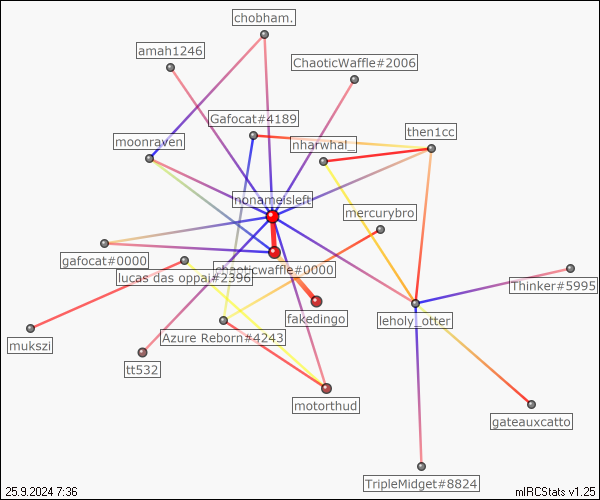 chobham.
amah1246
ChaoticWaffle#2006
Gafocat#4189
then1cc
moonraven
nharwhal_
nonameisleft
mercurybro
gafocat#0000
chaoticwaffle#0000
lucas das oppai#2396
Thinker#5995
fakedingo
leholy_otter
Azure Reborn#4243
mukszi
tt532
motorthud
gateauxcatto
TripleMidget#8824
25.9.2024 7:36
mIRCStats v1.25